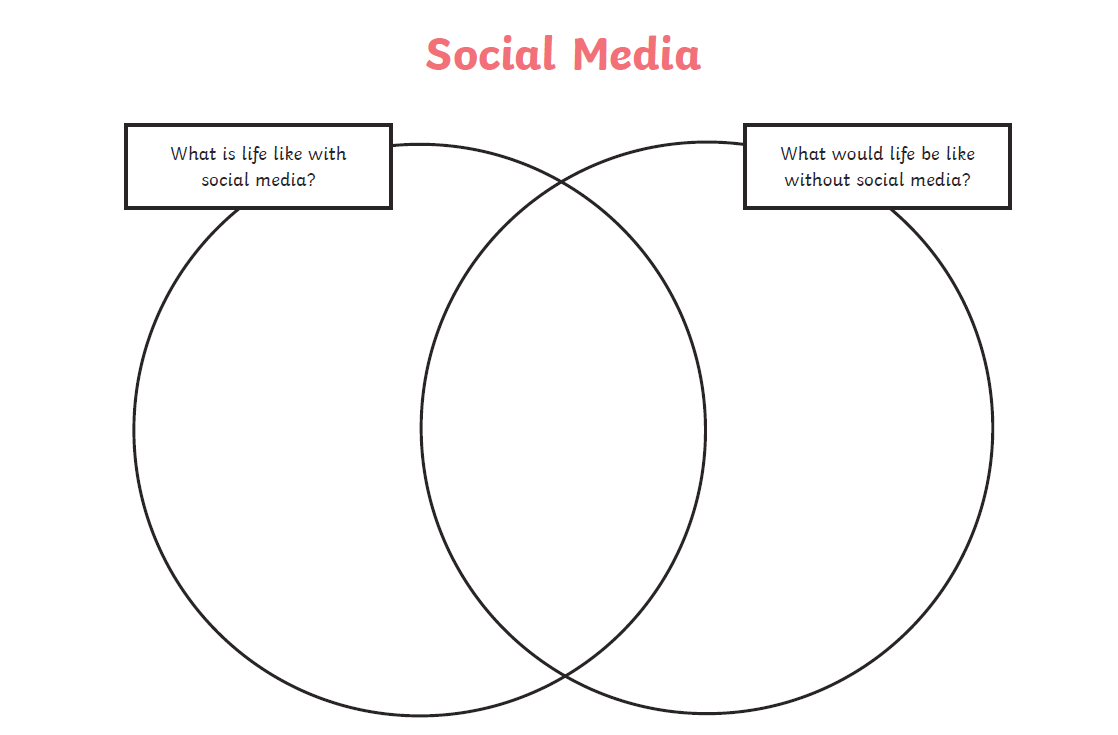 Social Media
What is life like with
social media?
What would life be like
without social media?